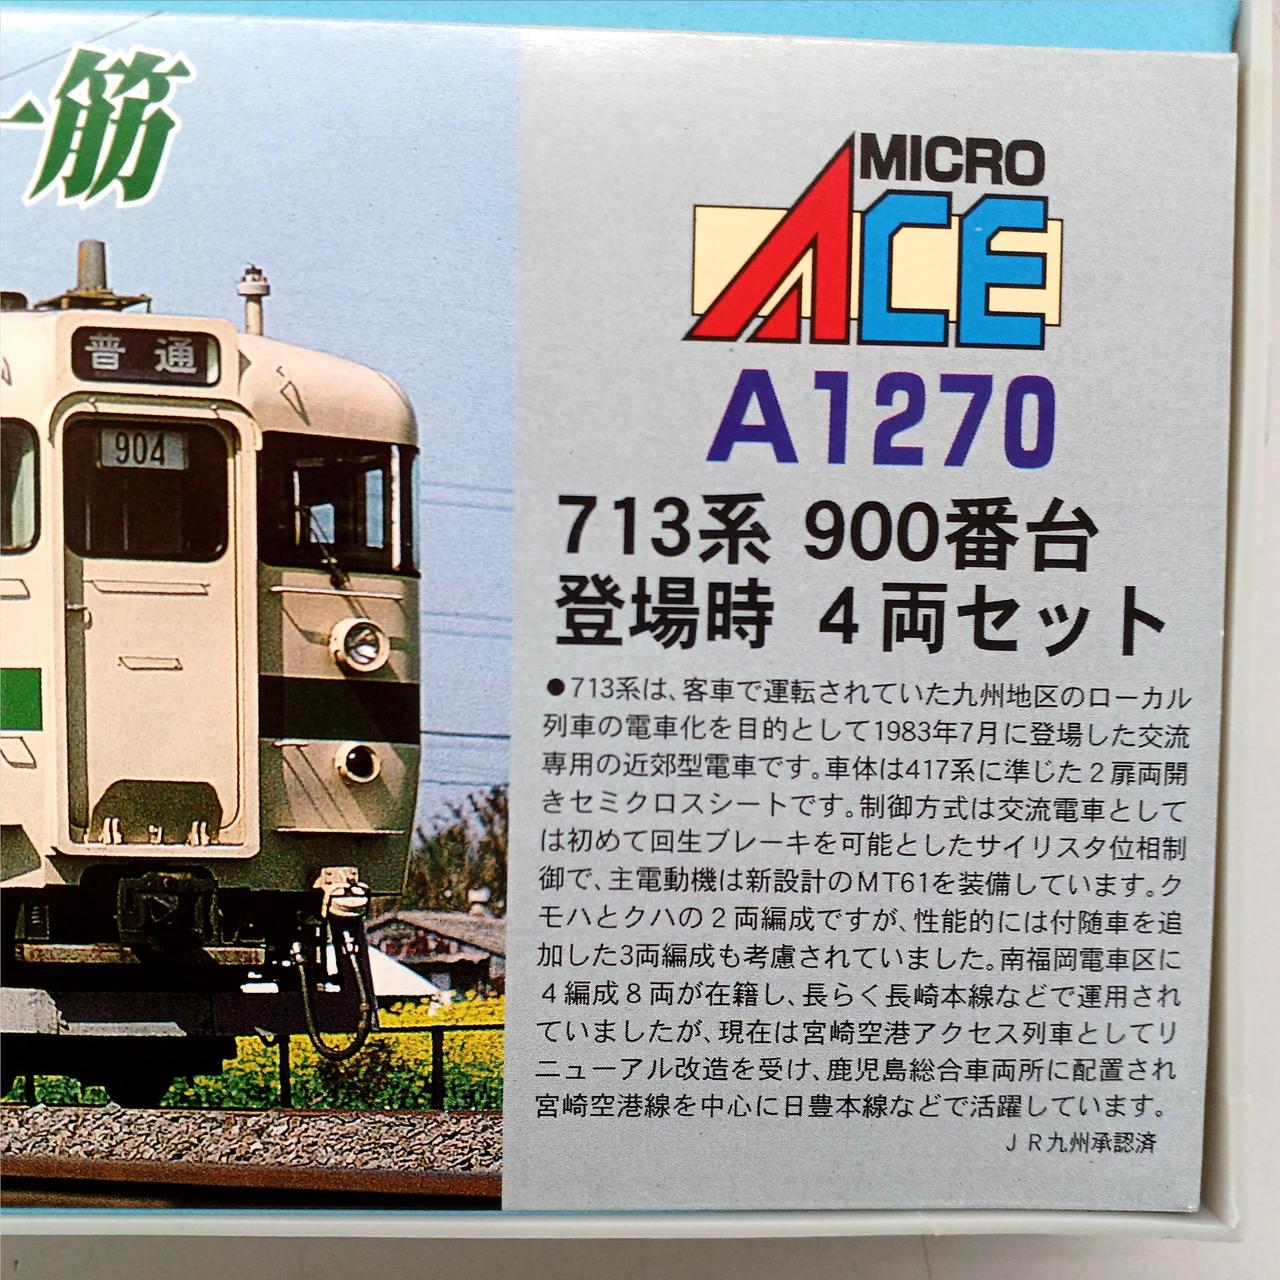 一筋
普通
904
MICRO
ACE
A1270
713系 900番台
登場時 4両セット
●713系は、客車で運転されていた九州地区のローカル
列車の電車化を目的として1983年7月に登場した交流
専用の近郊型電車です。車体は417系に準じた2扉両開
きセミクロスシートです。制御方式は交流電車として
は初めて回生ブレーキを可能としたサイリスタ位相制
御で、主電動機は新設計のMT61を装備しています。ク
モハとクハの2両編成ですが、性能的には付随車を追
加した3両編成も考慮されていました。南福岡電車区に
4編成8両が在籍し、長らく長崎本線などで運用され
ていましたが、現在は宮崎空港アクセス列車としてリ
ニューアル改造を受け、鹿児島総合車両所に配置され
宮崎空港線を中心に日豊本線などで活躍しています。
JR九州承認済